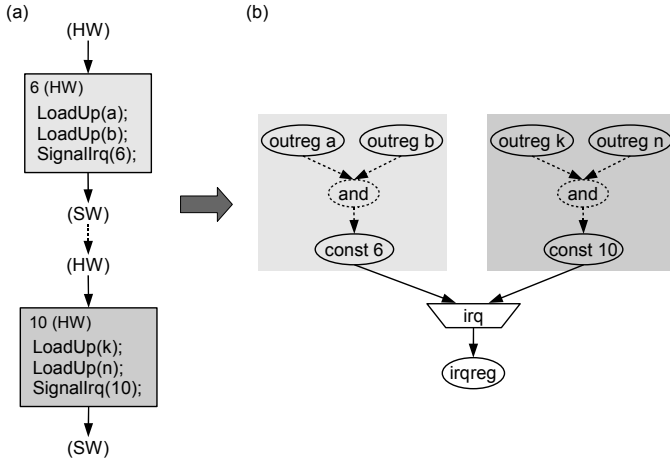 (a)
(HW)
6 (HW)
LoadUp(a);
LoadUp(b);
SignalIrq(6);
(SW)
(HW)
10 (HW)
LoadUp(k);
LoadUp(n);
SignalIrq(10);
(SW)
(b)
outreg a outreg b
and
const 6
outreg k outreg n
and
const 10
irq
irqreg